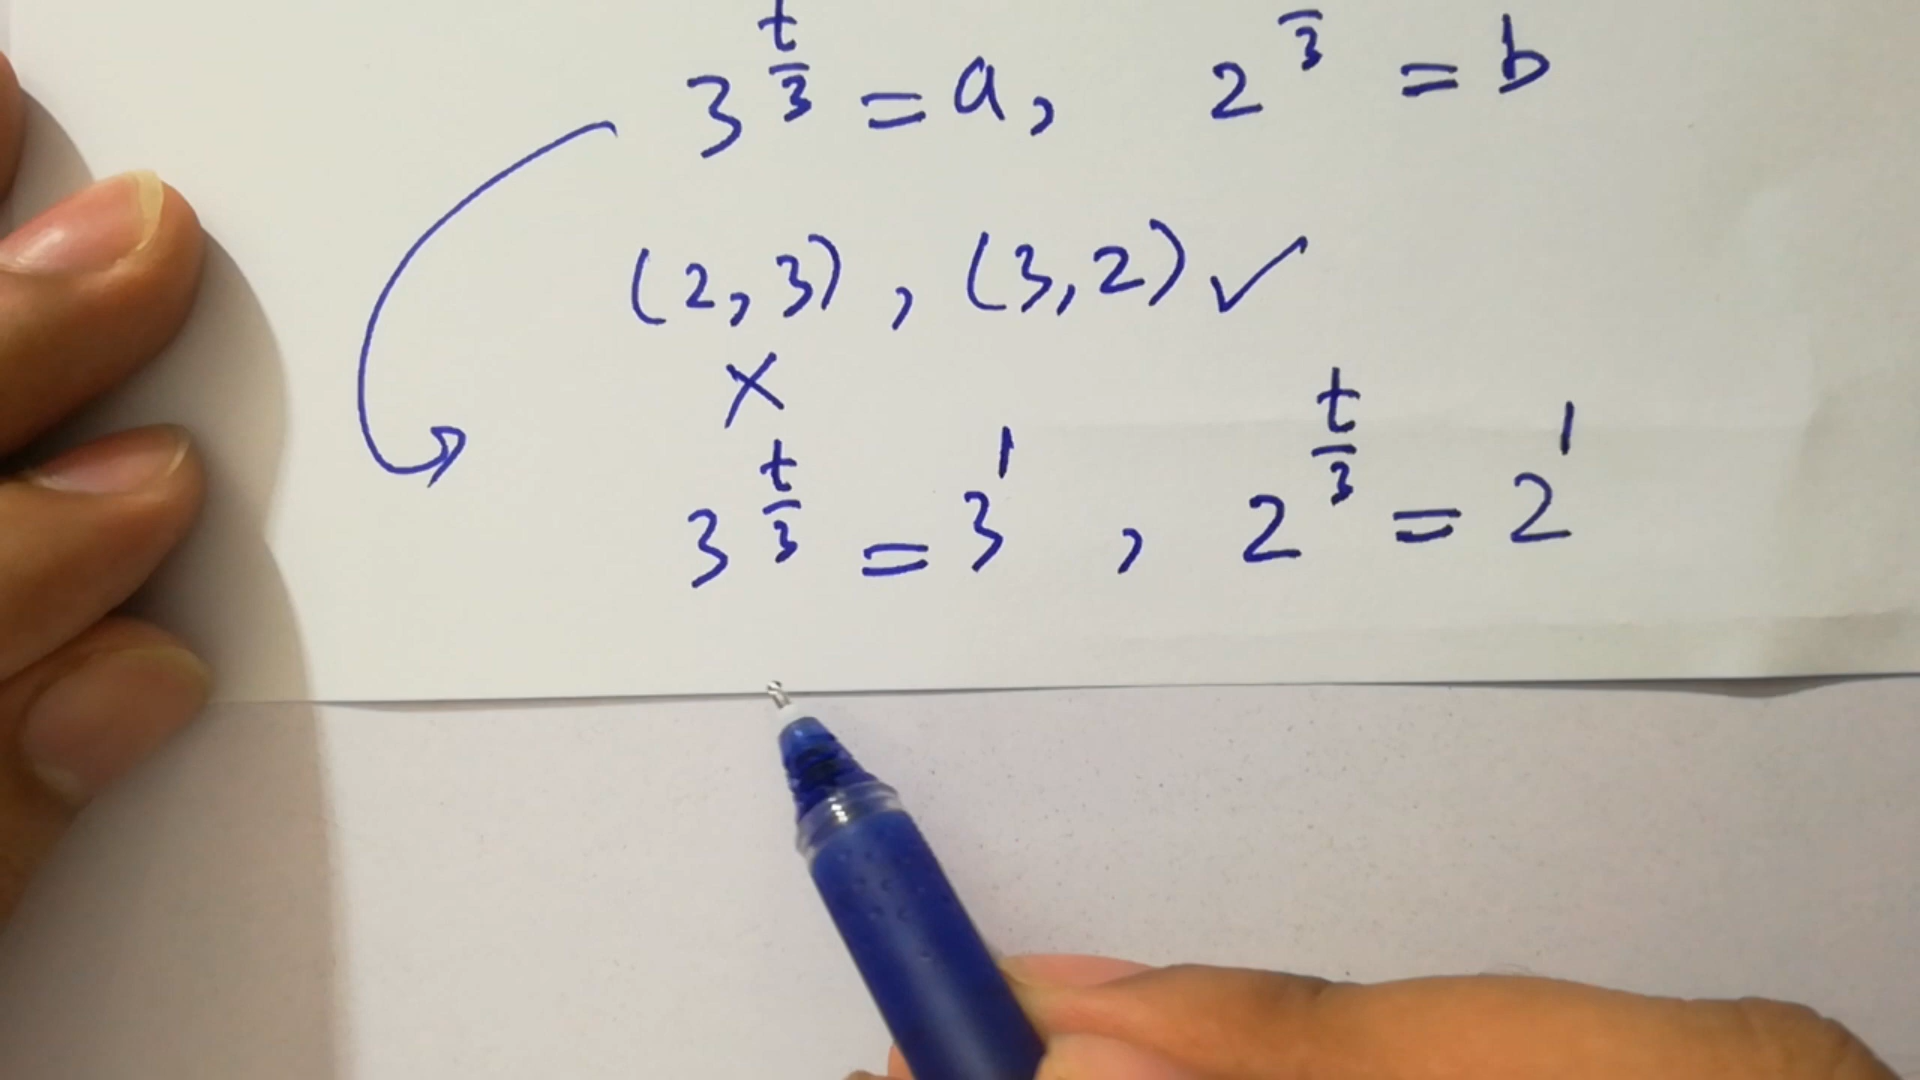 3^{t/3} = a, 2^{/3} = b
(2,3), (3,2) ✓
×
3^{t/3} = 3^1, 2^{t/3} = 2^1